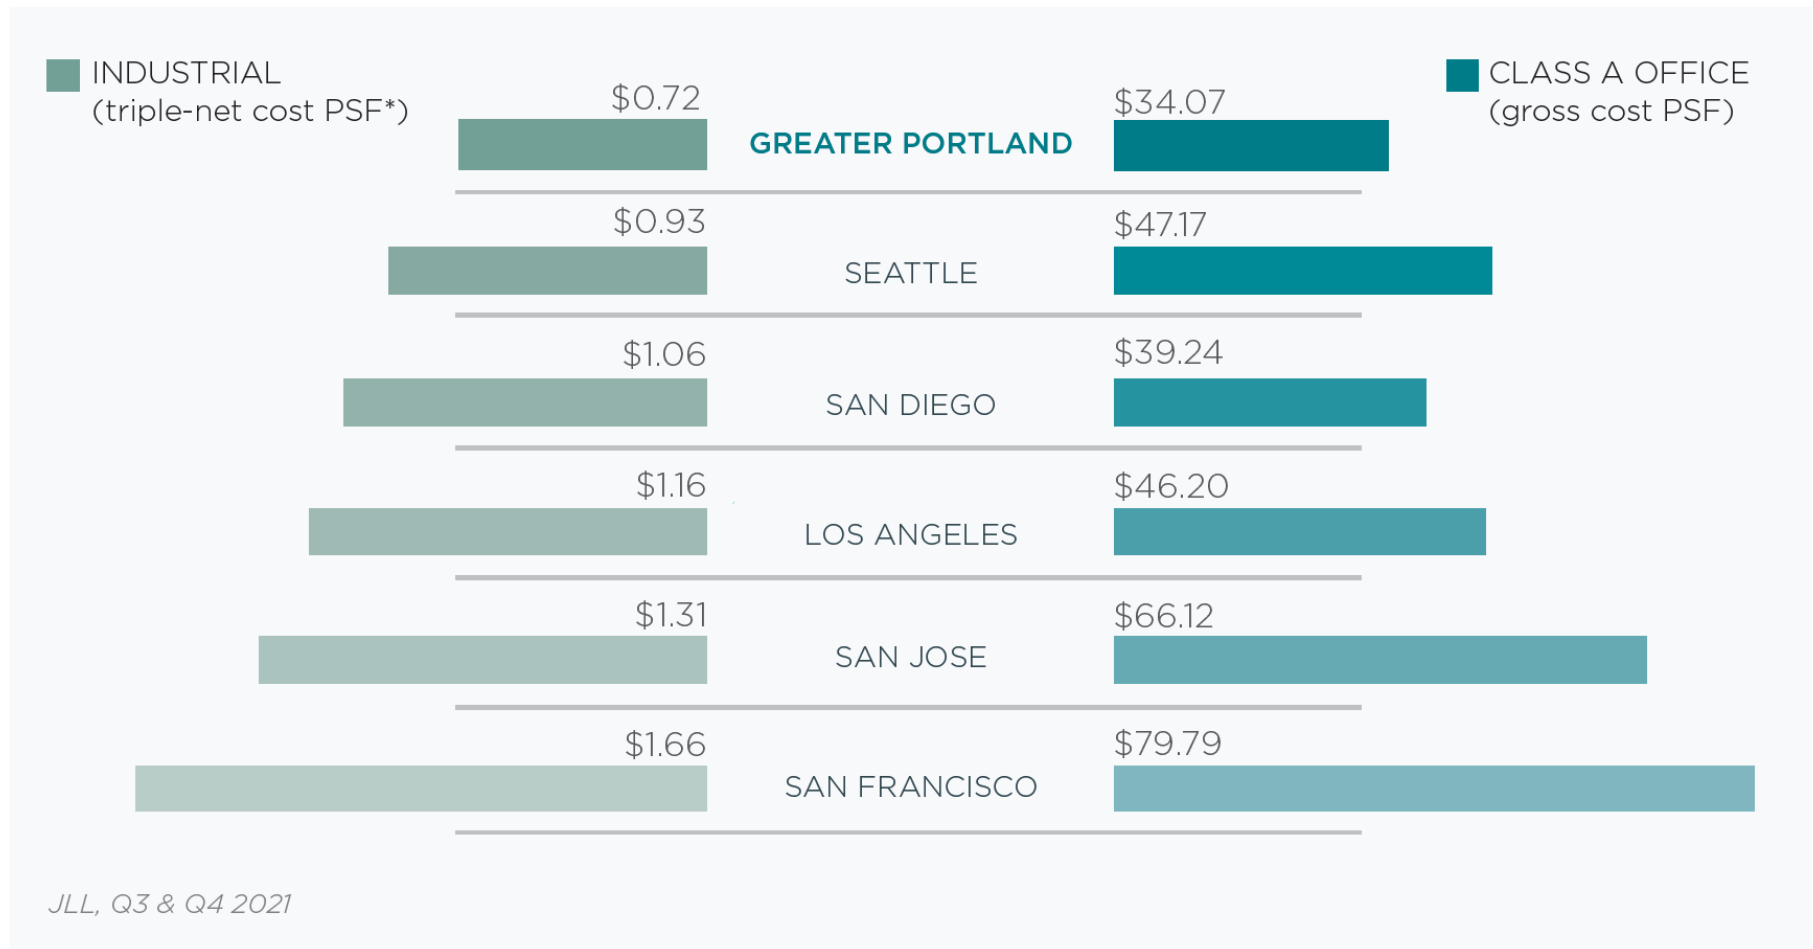 INDUSTRIAL
(triple-net cost PSF*)
CLASS A OFFICE
(gross cost PSF)
$0.72
GREATER PORTLAND
$34.07
$0.93
SEATTLE
$47.17
$1.06
SAN DIEGO
$39.24
$1.16
LOS ANGELES
$46.20
$1.31
SAN JOSE
$66.12
$1.66
SAN FRANCISCO
$79.79
JLL, Q3 & Q4 2021